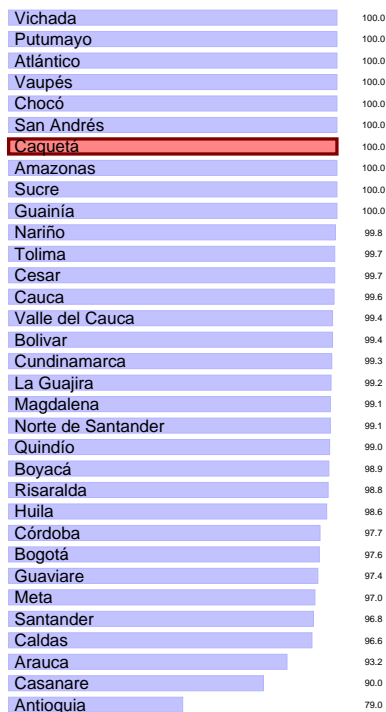 Vichada 100.0
Putumayo 100.0
Atlántico 100.0
Vaupés 100.0
Chocó 100.0
San Andrés 100.0
Caquetá 100.0
Amazonas 100.0
Sucre 100.0
Guainía 100.0
Nariño 99.8
Tolima 99.7
Cesar 99.7
Cauca 99.6
Valle del Cauca 99.4
Bolivar 99.4
Cundinamarca 99.3
La Guajira 99.2
Magdalena 99.1
Norte de Santander 99.1
Quindío 99.0
Boyacá 98.9
Risaralda 98.8
Huila 98.6
Córdoba 97.7
Bogotá 97.6
Guaviare 97.4
Meta 97.0
Santander 96.8
Caldas 96.6
Arauca 93.2
Casanare 90.0
Antioquia 79.0